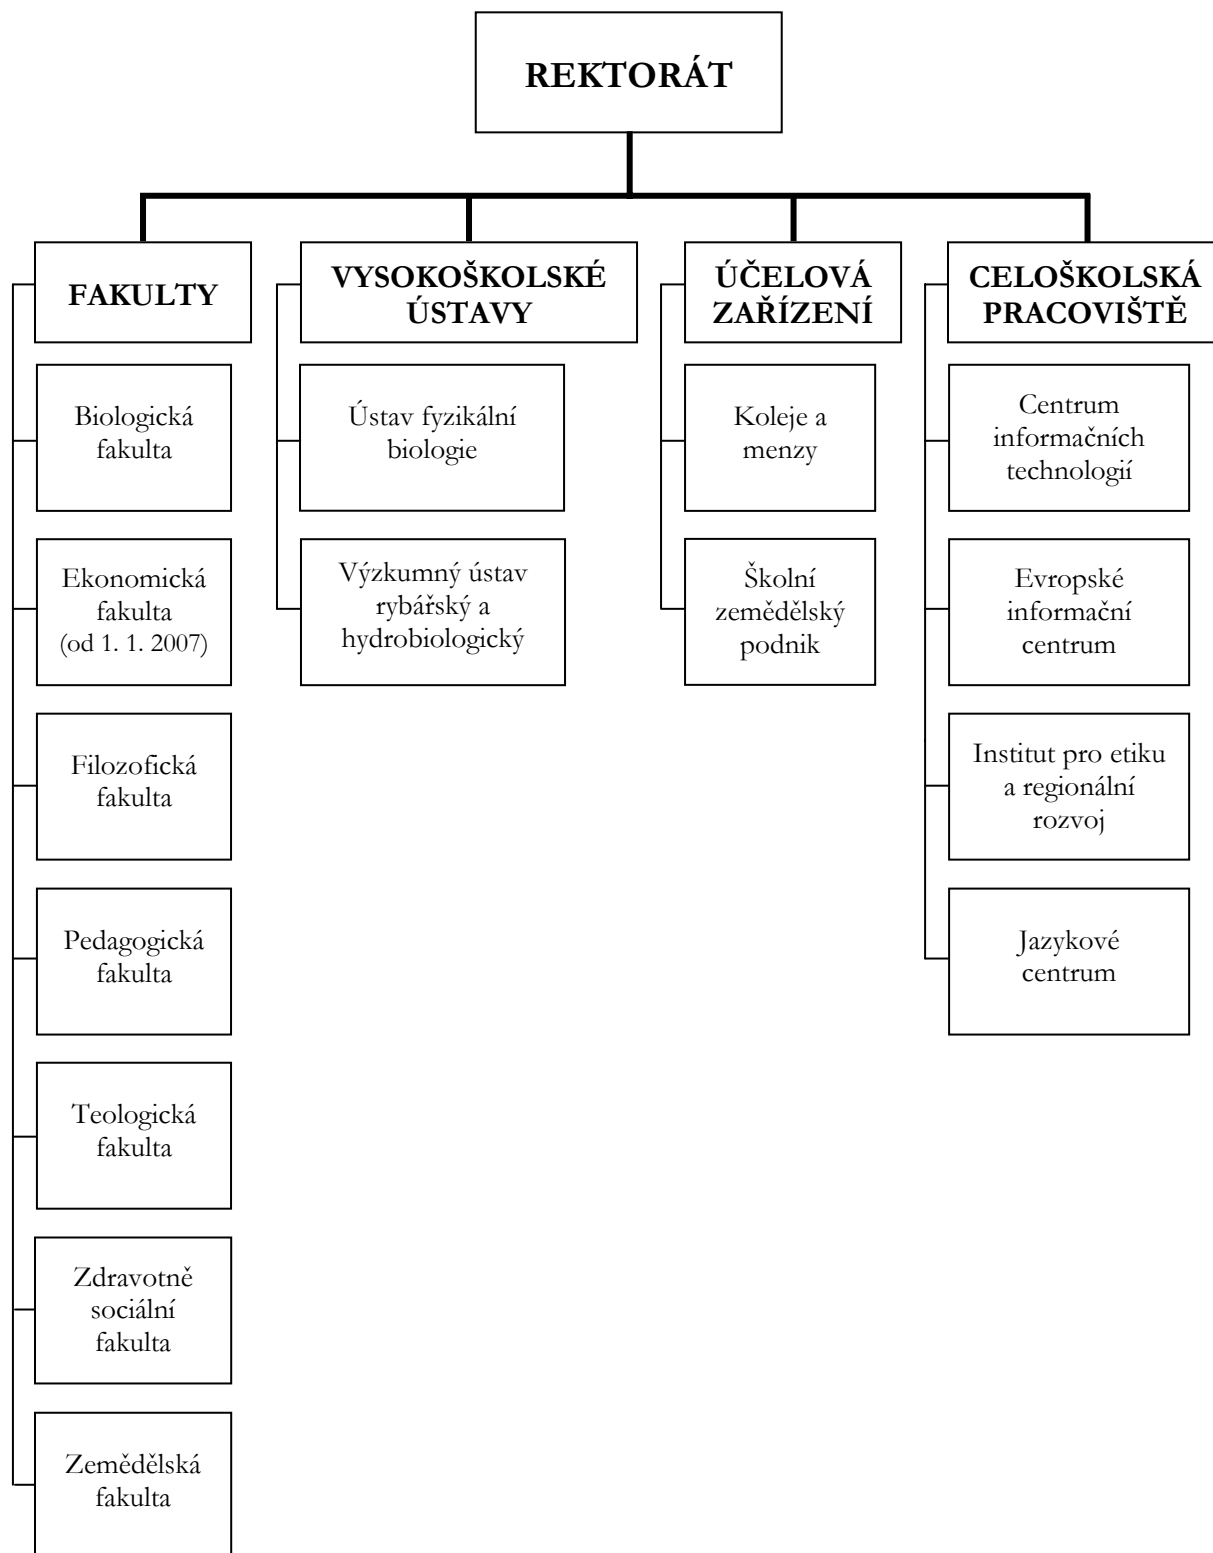 REKTORÁT
FAKULTY
Biologická
fakulta
Ekonomická
fakulta
(od 1. 1. 2007)
Filozofická
fakulta
Pedagogická
fakulta
Teologická
fakulta
Zdravotně
sociální
fakulta
Zemědělská
fakulta
VYSOKOŠKOLSKÉ
ÚSTAVY
Ústav fyzikální
biologie
Výzkumný ústav
rybářský a
hydrobiologický
ÚČELOVÁ
ZAŘÍZENÍ
Koleje a
menzy
Školní
zemědělský
podnik
CELOŠKOLSKÁ
PRACOVIŠTĚ
Centrum
informačních
technologií
Evropské
informační
centrum
Institut pro etiku
a regionální
rozvoj
Jazykové
centrum